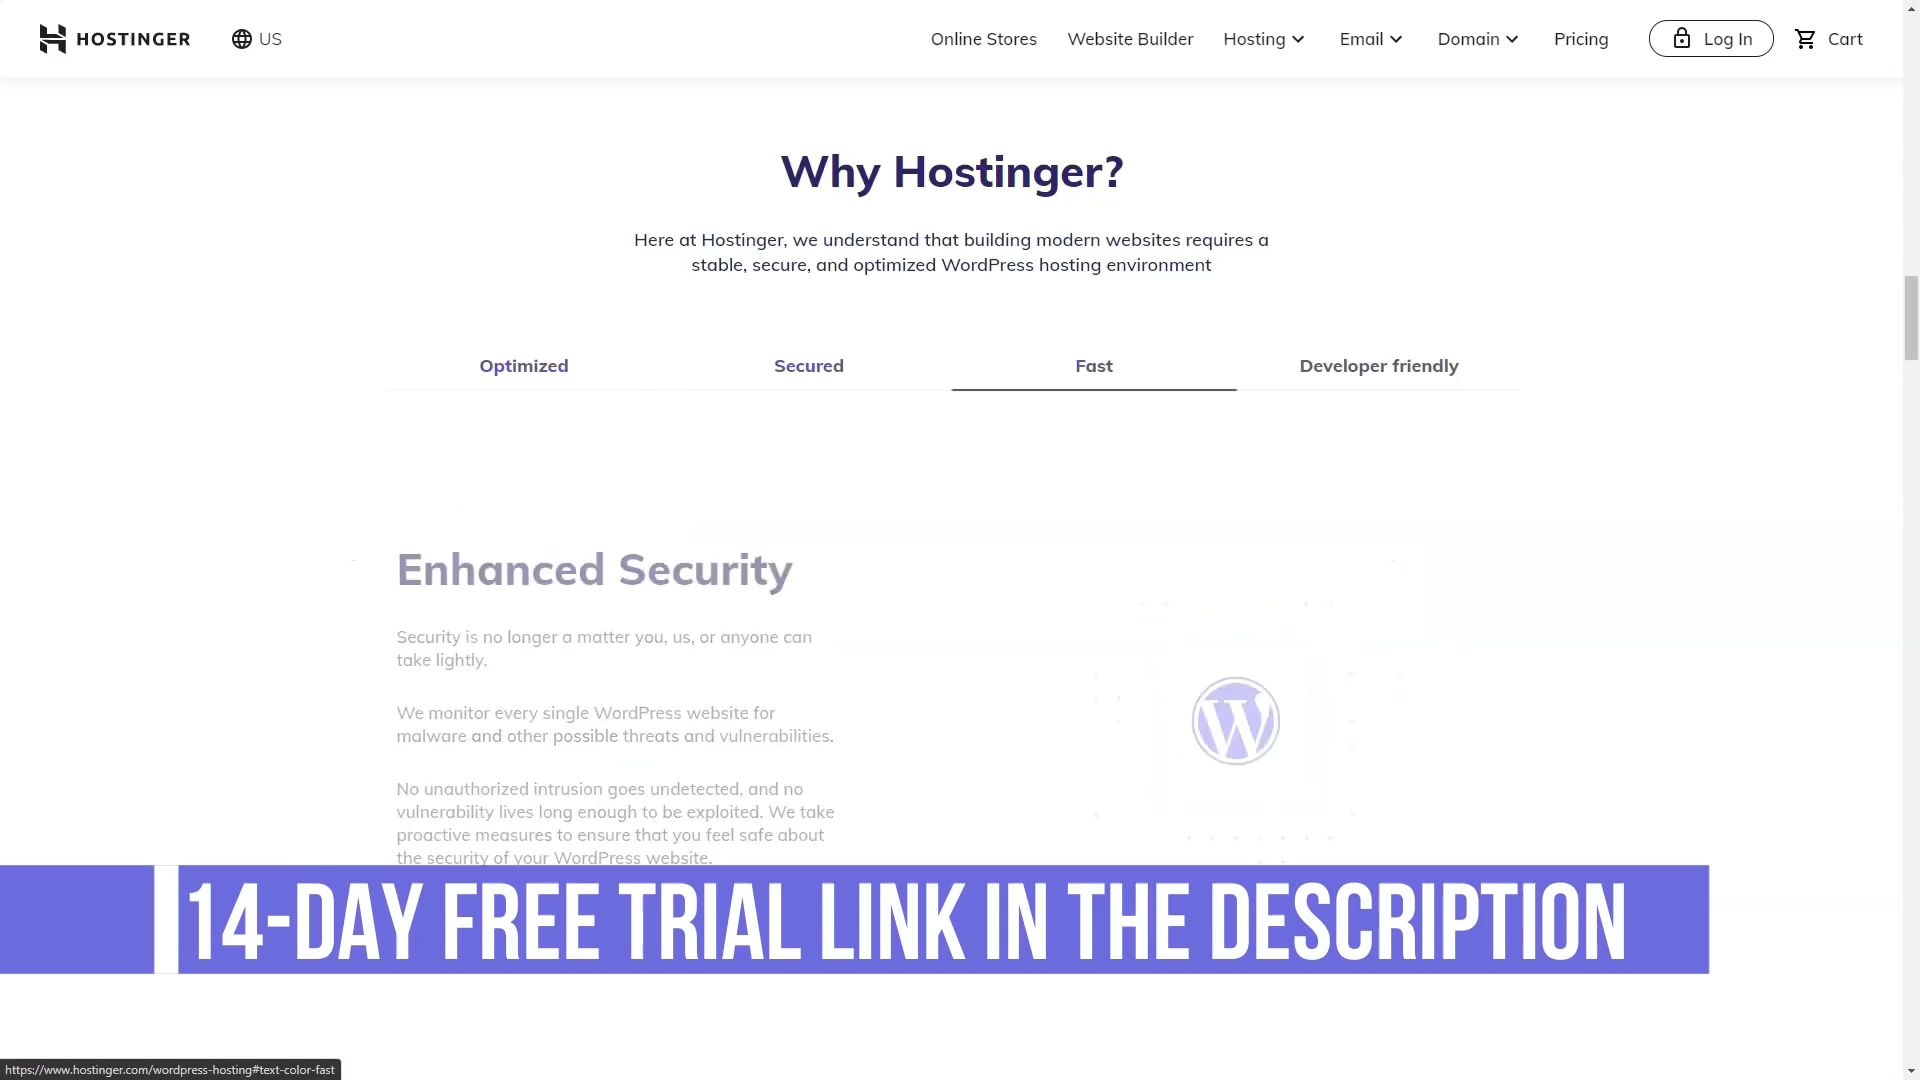 HOSTINGER
US
Online Stores
Website Builder
Hosting
Email
Domain
Pricing
Log In
Cart
Why Hostinger?
Here at Hostinger, we understand that building modern websites requires a
stable, secure, and optimized WordPress hosting environment
Optimized
Secured
Fast
Developer friendly
Enhanced Security
Security is no longer a matter you, us, or anyone can
take lightly.
We monitor every single WordPress website for
malware and other possible threats and vulnerabilities.
No unauthorized intrusion goes undetected, and no
vulnerability lives long enough to be exploited. We take
proactive measures to ensure that you feel safe about
the security of your WordPress website.
14-DAY FREE TRIAL LINK IN THE DESCRIPTION
https://www.hostinger.com/wordpress-hosting#text-color-fast